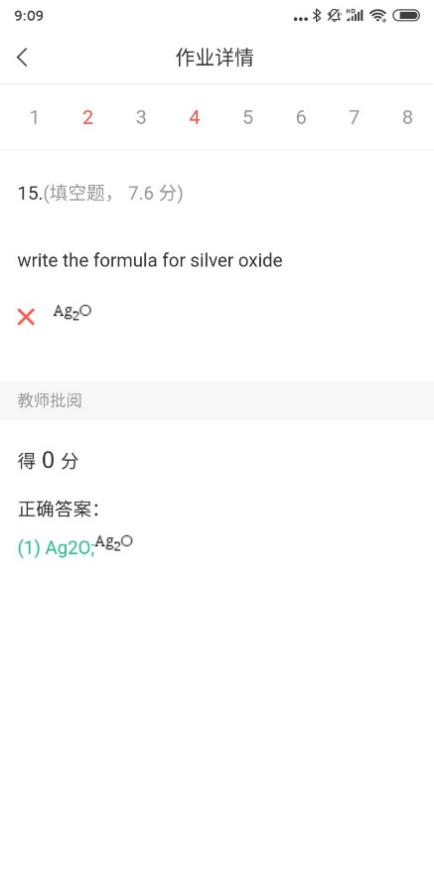 9:09
作业详情
1 2 3 4 5 6 7 8
15.(填空题， 7.6 分)
write the formula for silver oxide
Ag₂O
教师批阅
得 0 分
正确答案：
(1) Ag2O;Ag₂O